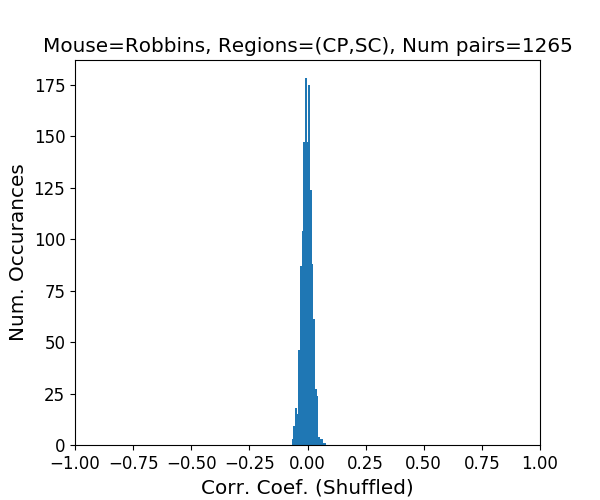 Mouse=Robbins, Regions=(CP,SC), Num pairs=1265
Num. Occurances
175
150
125
100
75
50
25
0
−1.00 −0.75 −0.50 −0.25 0.00 0.25 0.50 0.75 1.00
Corr. Coef. (Shuffled)